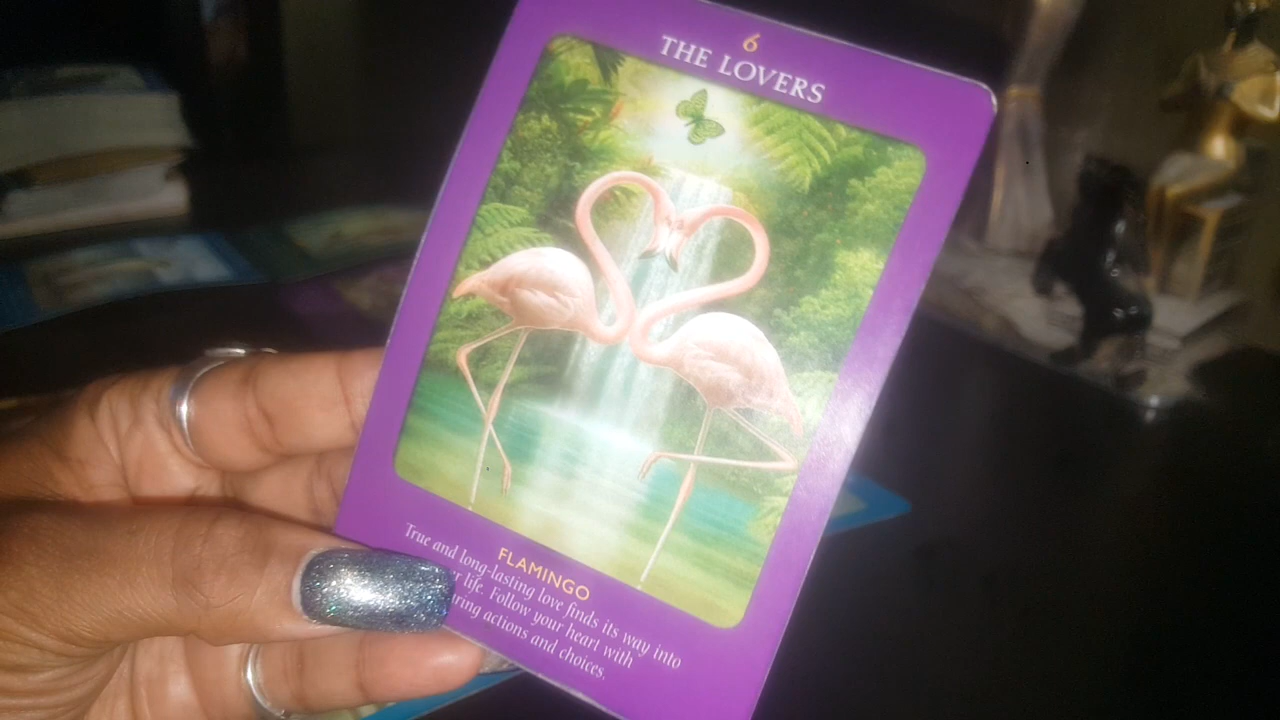 6
THE LOVERS
FLAMINGO
True and long-lasting love finds its way into
life. Follow your heart with
actions and choices.